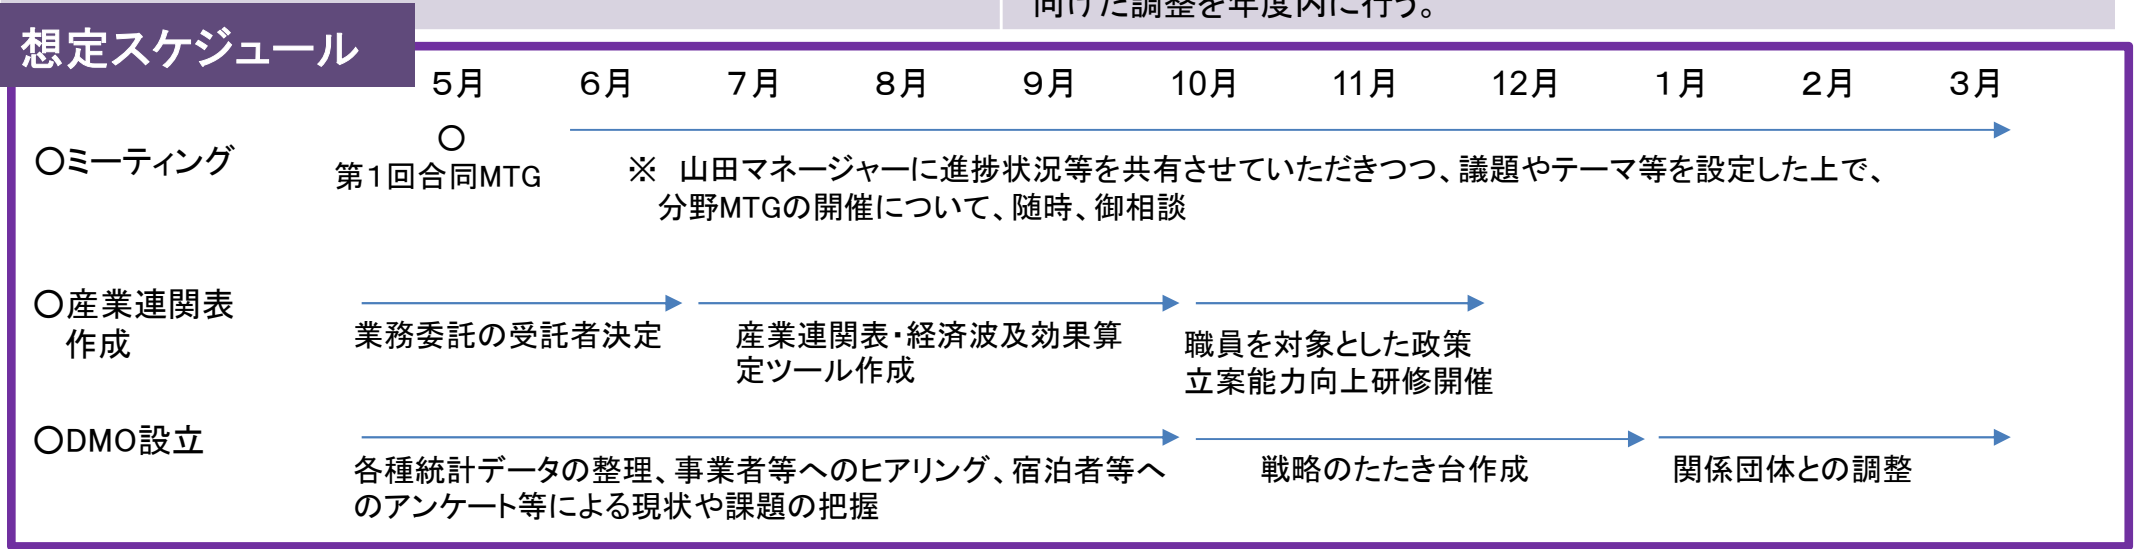 向けた調整を年度内に行う。
想定スケジュール
５月 ６月 ７月 ８月 ９月 10月 11月 12月 １月 ２月 ３月
○ミーティング
○
第１回合同MTG
※ 山田マネージャーに進捗状況等を共有させていただきつつ、議題やテーマ等を設定した上で、
分野MTGの開催について、随時、御相談
○産業連関表
作成
業務委託の受託者決定
産業連関表・経済波及効果算
定ツール作成
職員を対象とした政策
立案能力向上研修開催
○DMO設立
各種統計データの整理、事業者等へのヒアリング、宿泊者等へ
のアンケート等による現状や課題の把握
戦略のたたき台作成
関係団体との調整